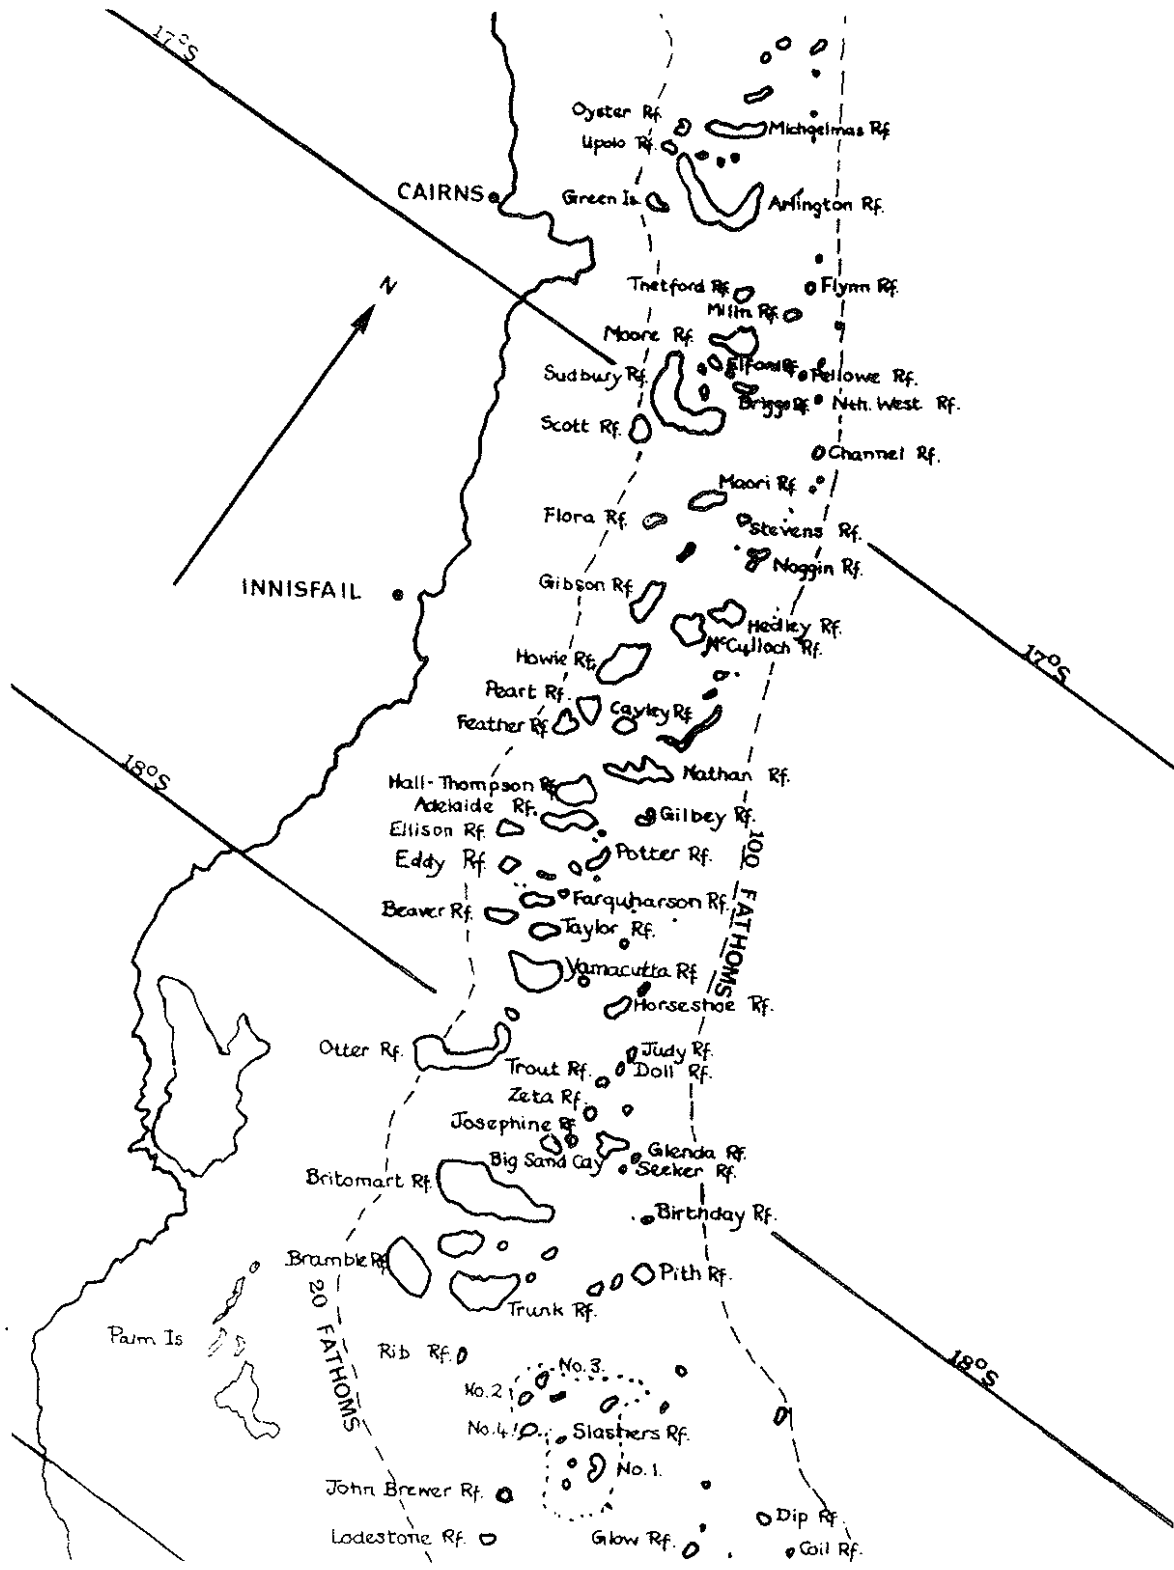 17°S
Oyster Rf.
Michaelmas Rf
Upolo Rf.
CAIRNS
Green Is.
Arlington Rf.
N
Thetford Rf.
Flynn Rf.
Milln Rf.
Moore Rf.
Elford Rf.
Sudbury Rf.
Pellowe Rf.
Briggs Rf.
Nth. West Rf.
Scott Rf.
Channel Rf.
Maori Rf.
Flora Rf.
Stevens Rf.
Noggin Rf.
INNISFAIL
Gibson Rf.
Hedley Rf.
McCulloch Rf.
Howie Rf.
17°S
Peart Rf.
Cayley Rf.
Feather Rf.
18°S
Nathan Rf.
Hall-Thompson Rf.
Adelaide Rf.
Gilbey Rf.
Ellison Rf.
100 FATHOMS
Potter Rf.
Eddy Rf.
Farquharson Rf.
Beaver Rf.
Taylor Rf.
Yamacutta Rf
Horseshoe Rf.
Otter Rf.
Judy Rf.
Trout Rf.
Doll Rf.
Zeta Rf.
Josephine Rf.
Glenda Rf.
Big Sand Cay
Seeker Rf.
Britomart Rf.
Birthday Rf.
Bramble Rf
Pith Rf.
20 FATHOMS
Trunk Rf.
Palm Is
Rib Rf.
No.3.
18°S
No.2
No.4.
Slashers Rf.
No.1.
John Brewer Rf.
Dip Rf.
Lodestone Rf.
Glow Rf.
Coil Rf.